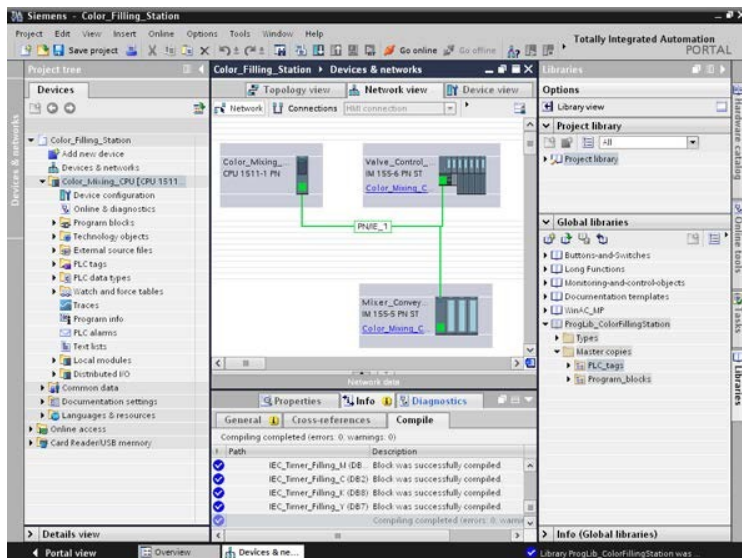 Siemens - Color_Filling_Station
Project Edit View Insert Online Options Tools Window Help
Totally Integrated Automation
PORTAL
Save project
Go online
Go offline
Project tree
Devices
Color_Filling_Station
Add new device
Devices & networks
Color_Mixing_CPU [CPU 1511...
Device configuration
Online & diagnostics
Program blocks
Technology objects
External source files
PLC tags
PLC data types
Watch and force tables
Traces
Program info
PLC alarms
Text lists
Local modules
Distributed I/O
Common data
Documentation settings
Languages & resources
Online access
Card Reader/USB memory
Details view
Devices & networks
Color_Filling_Station ▸ Devices & networks
Topology view
Network view
Device view
Network
Connections
HMI connection
Color_Mixing_...
CPU 1511-1 PN
Valve_Control_...
IM 155-6 PN ST
Color_Mixing_C...
PN/IE_1
Mixer_Convey...
IM 155-5 PN ST
Color_Mixing_C...
Network data
Properties
Info
Diagnostics
General
Cross-references
Compile
Compiling completed (errors: 0; warnings: 0)
! Path Description
IEC_Timer_Filling_M (DB... Block was successfully compiled.
IEC_Timer_Filling_C (DB2) Block was successfully compiled.
IEC_Timer_Filling_K (DB8) Block was successfully compiled.
IEC_Timer_Filling_Y (DB7) Block was successfully compiled.
Compiling completed (errors: 0; warnin
Libraries
Options
Library view
Project library
All
Project library
Global libraries
Buttons-and-Switches
Long Functions
Monitoring-and-control-objects
Documentation templates
WinAC_MP
ProgLib_ColorFillingStation
Types
Master copies
PLC_tags
Program_blocks
Info (Global libraries)
Hardware catalog
Online tools
Tasks
Libraries
Portal view
Overview
Devices & ne...
Library ProgLib_ColorFillingStation was ...